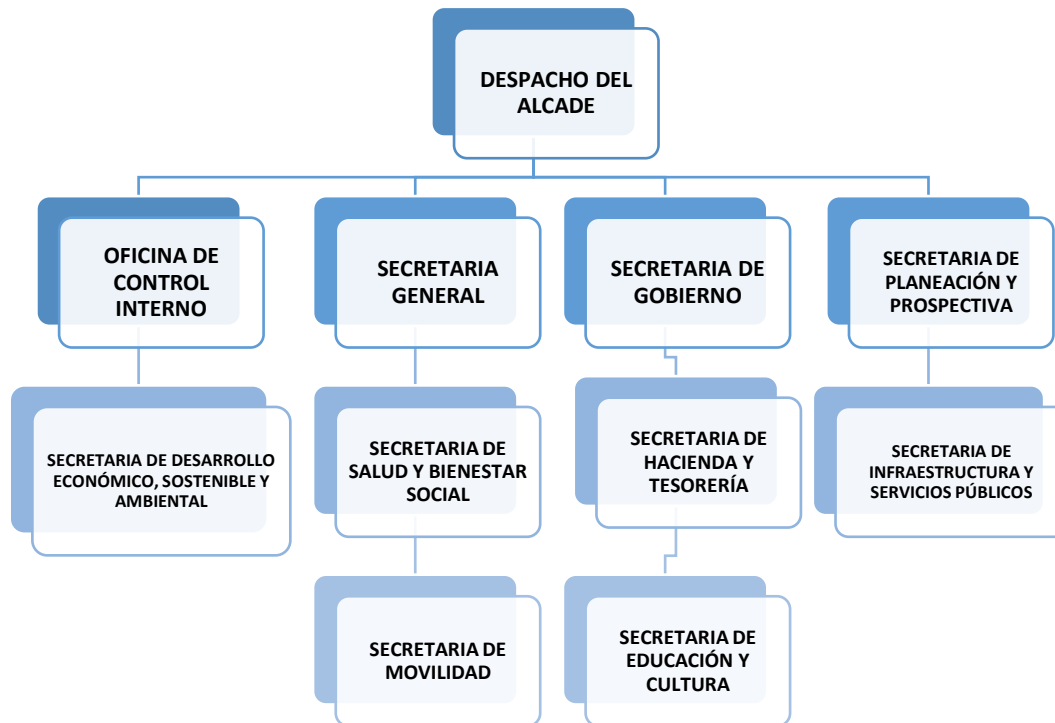 DESPACHO DEL
ALCADE
OFICINA DE
CONTROL
INTERNO
SECRETARIA
GENERAL
SECRETARIA DE
GOBIERNO
SECRETARIA DE
PLANEACIÓN Y
PROSPECTIVA
SECRETARIA DE DESARROLLO
ECONÓMICO, SOSTENIBLE Y
AMBIENTAL
SECRETARIA DE
SALUD Y BIENESTAR
SOCIAL
SECRETARIA DE
HACIENDA Y
TESORERÍA
SECRETARIA DE
INFRAESTRUCTURA Y
SERVICIOS PÚBLICOS
SECRETARIA DE
MOVILIDAD
SECRETARIA DE
EDUCACIÓN Y
CULTURA